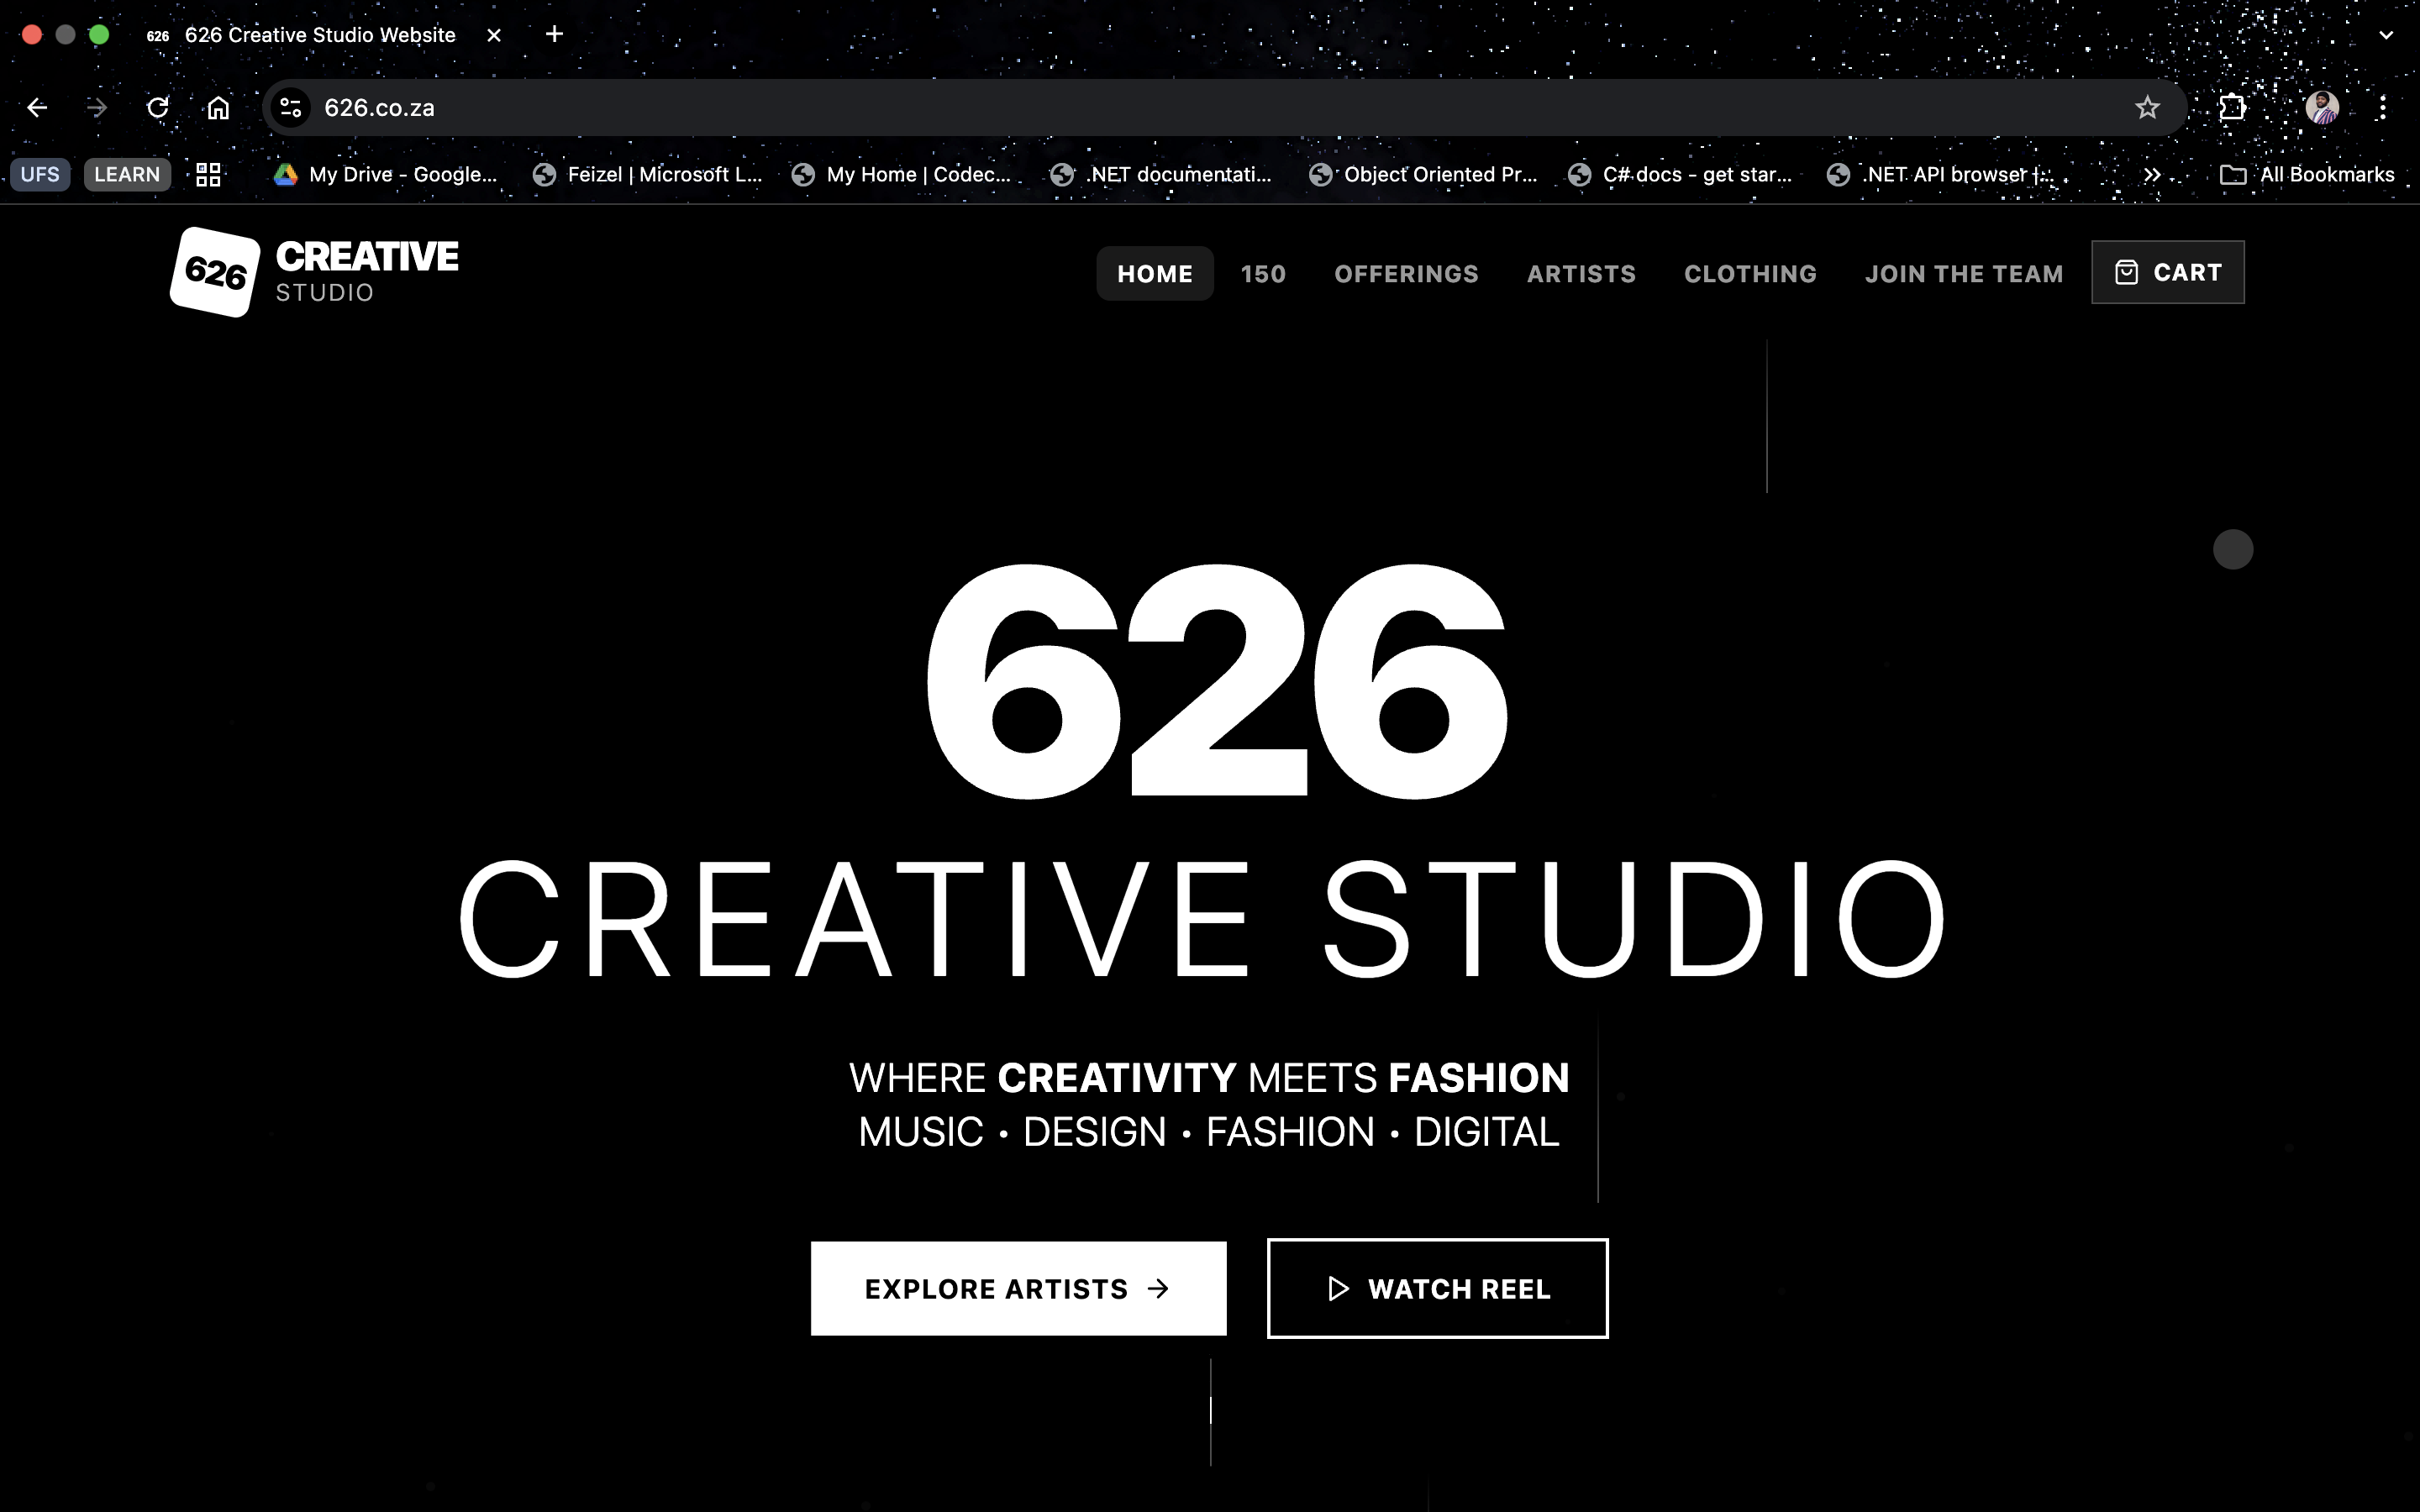 626 626 Creative Studio Website
626.co.za
UFS LEARN My Drive - Google... Feizel | Microsoft L... My Home | Codec... .NET documentati... Object Oriented Pr... C# docs - get star... .NET API browser |... All Bookmarks
626 CREATIVE
STUDIO
HOME 150 OFFERINGS ARTISTS CLOTHING JOIN THE TEAM CART
626
CREATIVE STUDIO
WHERE CREATIVITY MEETS FASHION
MUSIC • DESIGN • FASHION • DIGITAL
EXPLORE ARTISTS → WATCH REEL